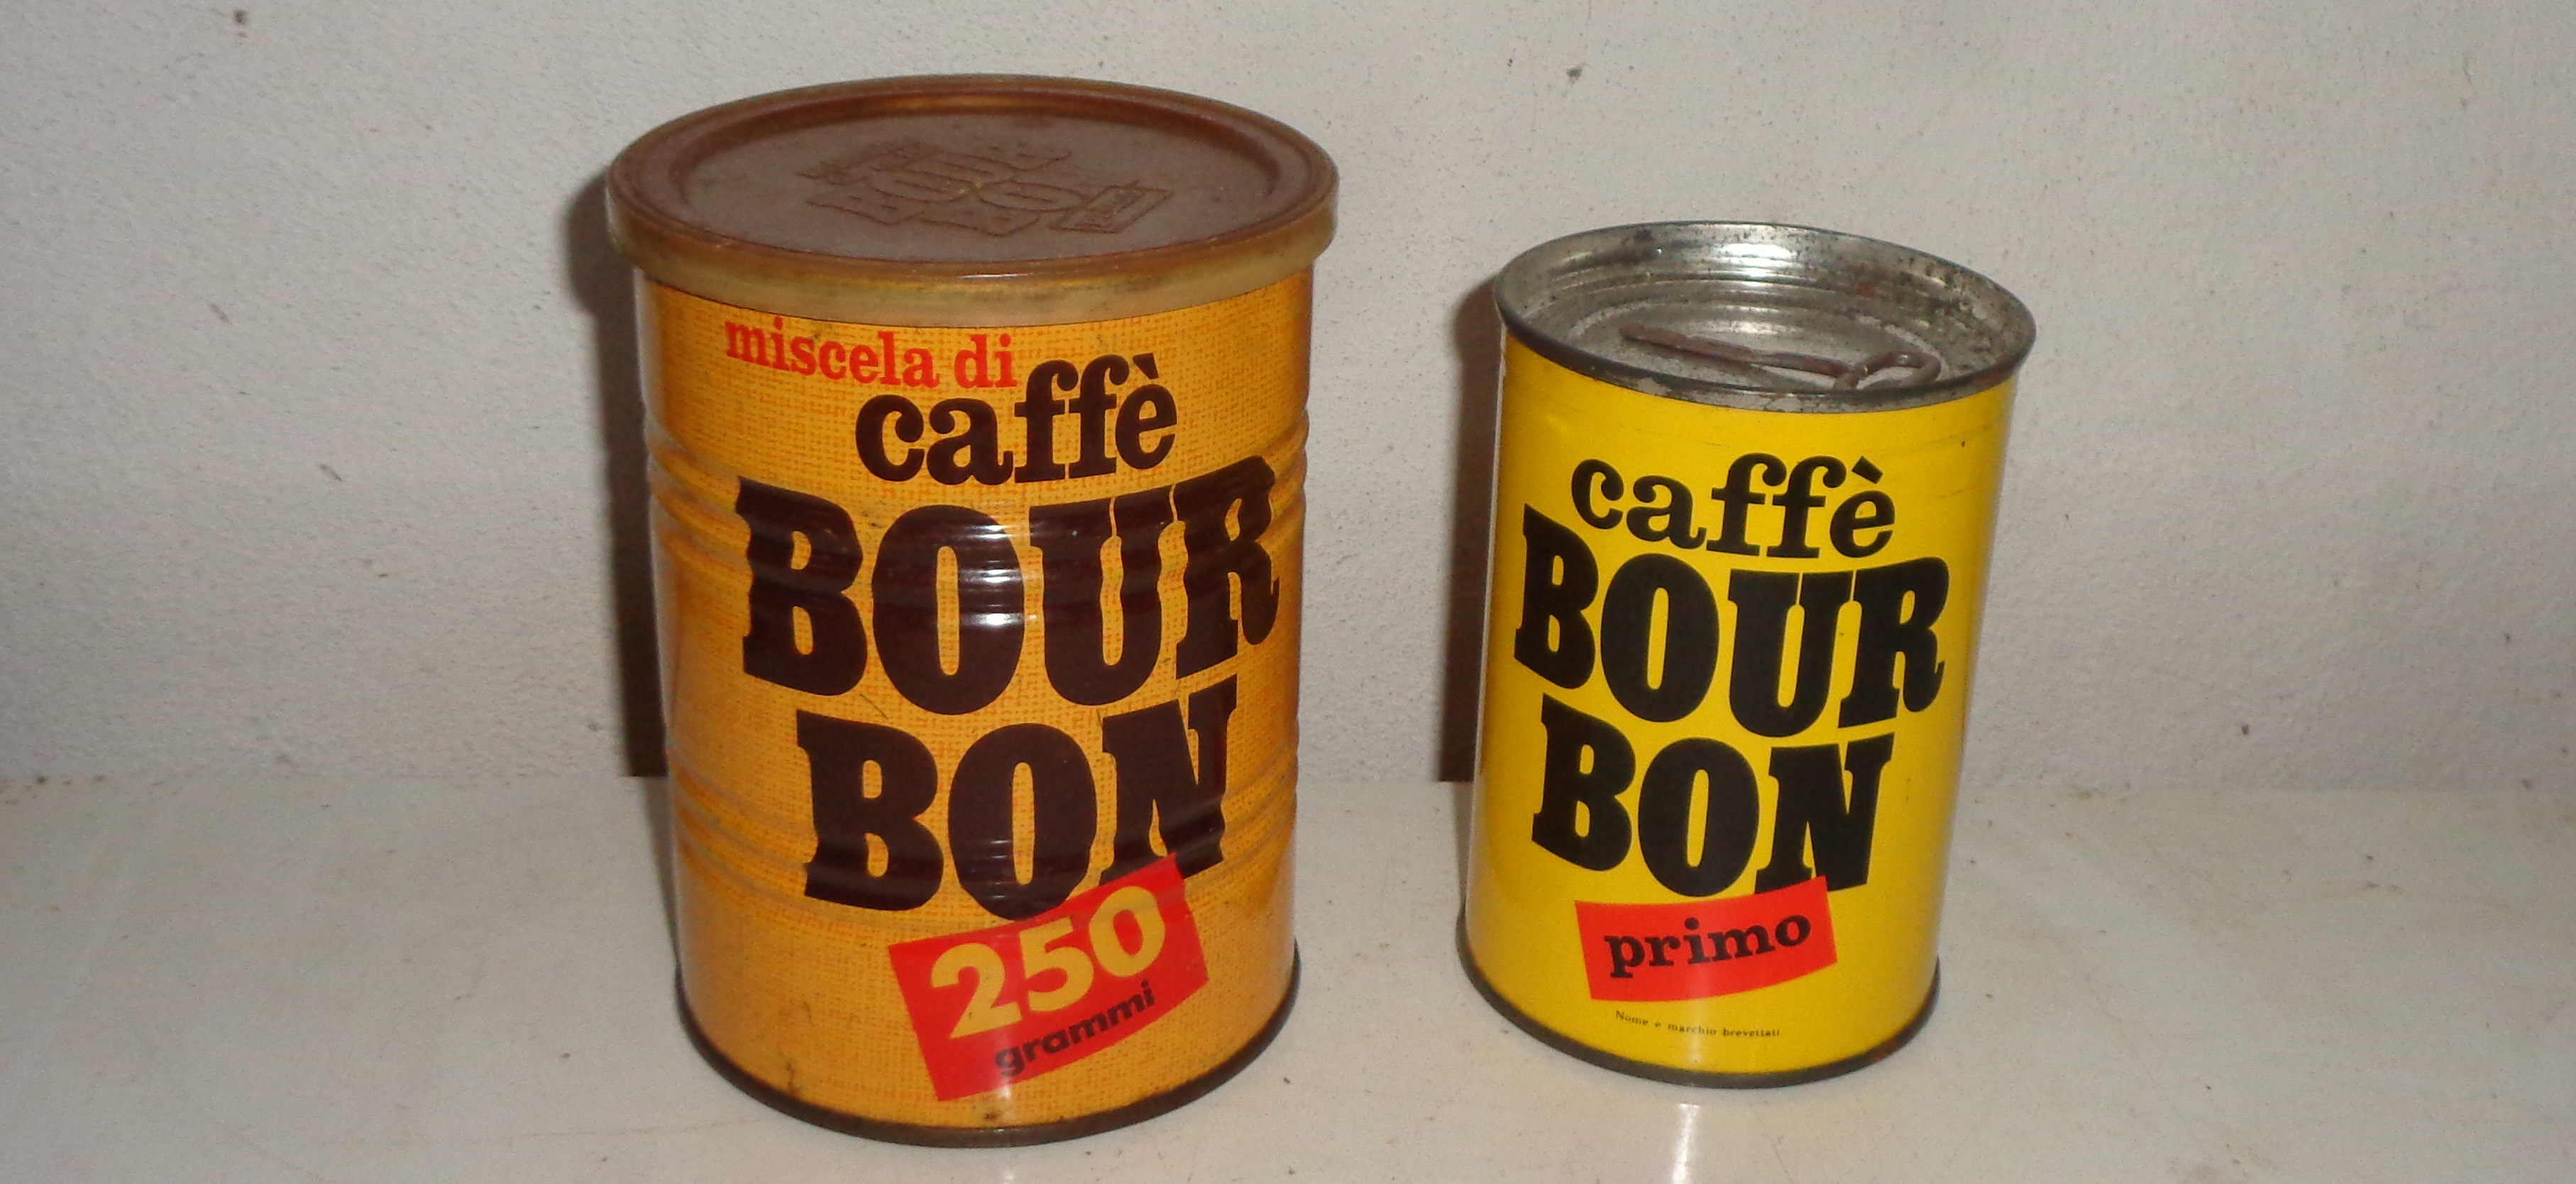 miscela di
caffè
BOUR
BON
250
grammi
caffè
BOUR
BON
primo
Nome e marchio brevettati